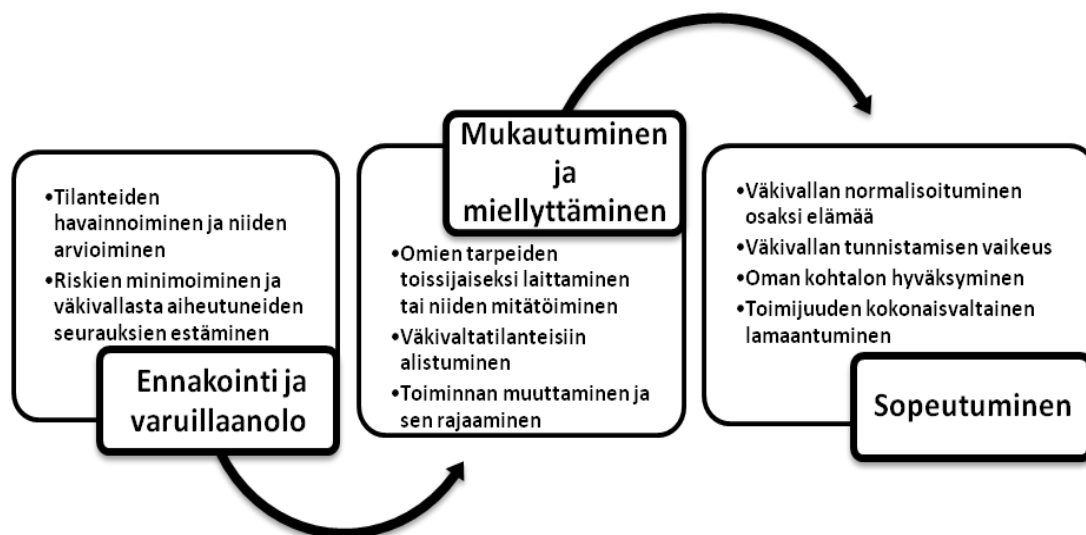 •Tilanteiden
havainnoiminen ja niiden
arvioiminen
•Riskien minimoiminen ja
väkivallasta aiheutuneiden
seurauksien estäminen
Ennakointi ja
varuillaanolo
Mukautuminen
ja
miellyttäminen
•Omien tarpeiden
toissijaiseksi laittaminen
tai niiden mitätöiminen
•Väkivaltatilanteisiin
alistuminen
•Toiminnan muuttaminen ja
sen rajaaminen
•Väkivallan normalisoituminen
osaksi elämää
•Väkivallan tunnistamisen vaikeus
•Oman kohtalon hyväksyminen
•Toimijuuden kokonaisvaltainen
lamaantuminen
Sopeutuminen